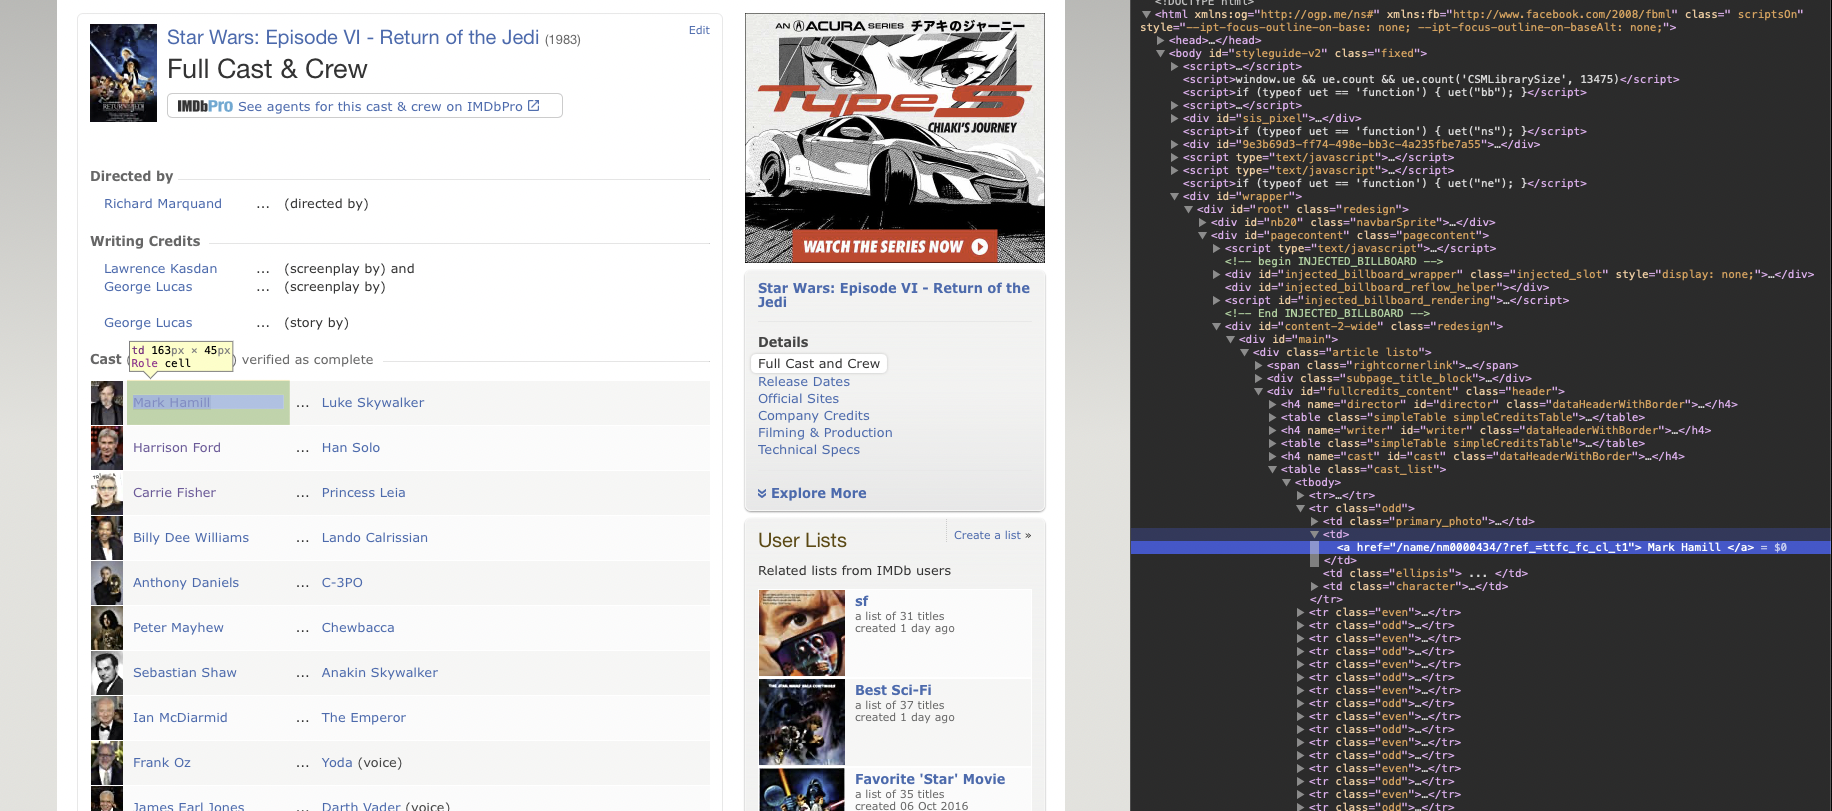 Star Wars: Episode VI - Return of the Jedi (1983)
Edit
Full Cast & Crew
IMDbPro See agents for this cast & crew on IMDbPro
Directed by
Richard Marquand ... (directed by)
Writing Credits
Lawrence Kasdan ... (screenplay by) and
George Lucas ... (screenplay by)
George Lucas ... (story by)
td 163px × 45px
Role cell
Cast ( ) verified as complete
Mark Hamill ... Luke Skywalker
Harrison Ford ... Han Solo
Carrie Fisher ... Princess Leia
Billy Dee Williams ... Lando Calrissian
Anthony Daniels ... C-3PO
Peter Mayhew ... Chewbacca
Sebastian Shaw ... Anakin Skywalker
Ian McDiarmid ... The Emperor
Frank Oz ... Yoda (voice)
James Earl Jones ... Darth Vader (voice)
AN ACURA SERIES チアキのジャーニー
Type S
CHIAKI'S JOURNEY
WATCH THE SERIES NOW
Star Wars: Episode VI - Return of the
Jedi
Details
Full Cast and Crew
Release Dates
Official Sites
Company Credits
Filming & Production
Technical Specs
Explore More
User Lists
Create a list »
Related lists from IMDb users
sf
a list of 31 titles
created 1 day ago
Best Sci-Fi
a list of 37 titles
created 1 day ago
Favorite 'Star' Movie
a list of 35 titles
created 06 Oct 2016
<!DOCTYPE html>
<html xmlns:og="http://ogp.me/ns#" xmlns:fb="http://www.facebook.com/2008/fbml" class=" scriptsOn"
style="--ipt-focus-outline-on-base: none; --ipt-focus-outline-on-baseAlt: none;">
<head>…</head>
<body id="styleguide-v2" class="fixed">
<script>…</script>
<script>window.ue && ue.count && ue.count('CSMLibrarySize', 13475)</script>
<script>if (typeof uet == 'function') { uet("bb"); }</script>
<script>…</script>
<div id="sis_pixel">…</div>
<script>if (typeof uet == 'function') { uet("ns"); }</script>
<div id="9e3b69d3-ff74-498e-bb3c-4a235fbe7a55">…</div>
<script type="text/javascript">…</script>
<script type="text/javascript">…</script>
<script>if (typeof uet == 'function') { uet("ne"); }</script>
<div id="wrapper">
<div id="root" class="redesign">
<div id="nb20" class="navbarSprite">…</div>
<div id="pagecontent" class="pagecontent">
<script type="text/javascript">…</script>
<!-- begin INJECTED_BILLBOARD -->
<div id="injected_billboard_wrapper" class="injected_slot" style="display: none;">…</div>
<div id="injected_billboard_reflow_helper"></div>
<script id="injected_billboard_rendering">…</script>
<!-- End INJECTED_BILLBOARD -->
<div id="content-2-wide" class="redesign">
<div id="main">
<div class="article listo">
<span class="rightcornerlink">…</span>
<div class="subpage_title_block">…</div>
<div id="fullcredits_content" class="header">
<h4 name="director" id="director" class="dataHeaderWithBorder">…</h4>
<table class="simpleTable simpleCreditsTable">…</table>
<h4 name="writer" id="writer" class="dataHeaderWithBorder">…</h4>
<table class="simpleTable simpleCreditsTable">…</table>
<h4 name="cast" id="cast" class="dataHeaderWithBorder">…</h4>
<table class="cast_list">
<tbody>
<tr>…</tr>
<tr class="odd">
<td class="primary_photo">…</td>
<td>
<a href="/name/nm0000434/?ref_=ttfc_fc_cl_t1"> Mark Hamill </a> = $0
</td>
<td class="ellipsis"> ... </td>
<td class="character">…</td>
</tr>
<tr class="even">…</tr>
<tr class="odd">…</tr>
<tr class="even">…</tr>
<tr class="odd">…</tr>
<tr class="even">…</tr>
<tr class="odd">…</tr>
<tr class="even">…</tr>
<tr class="odd">…</tr>
<tr class="even">…</tr>
<tr class="odd">…</tr>
<tr class="even">…</tr>
<tr class="odd">…</tr>
<tr class="even">…</tr>
<tr class="odd">…</tr>
<tr class="even">…</tr>
<tr class="odd">…</tr>